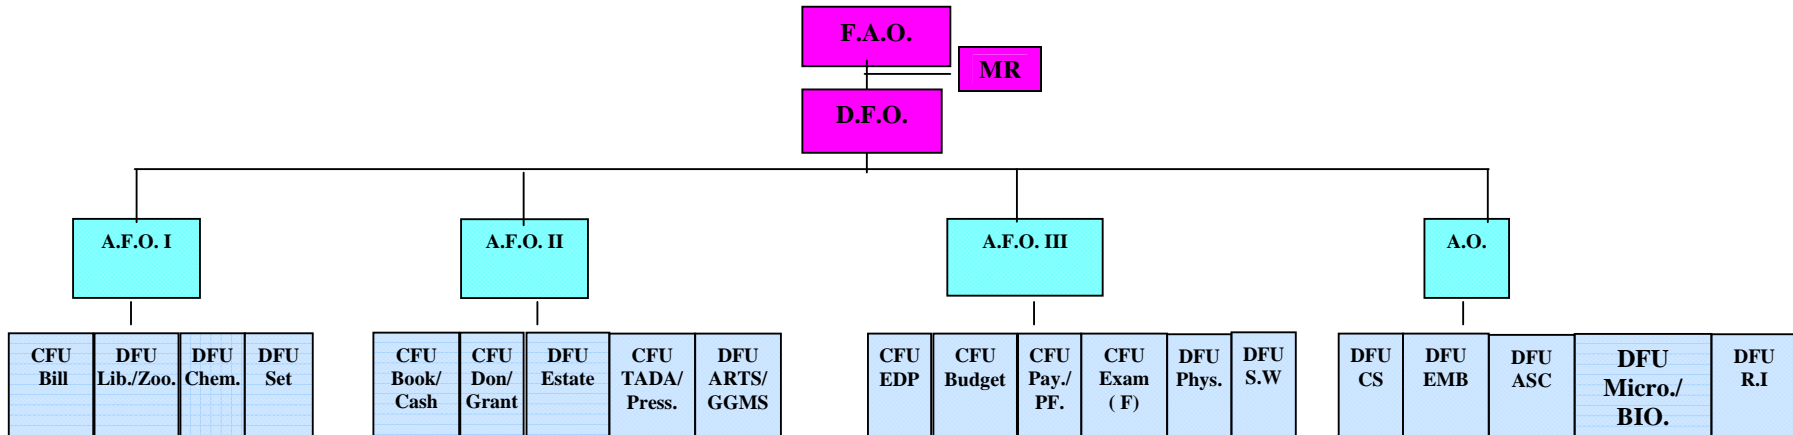 F.A.O.
MR
D.F.O.
A.F.O. I
A.F.O. II
A.F.O. III
A.O.
CFU
Bill
DFU
Lib./Zoo.
DFU
Chem.
DFU
Set
CFU
Book/
Cash
CFU
Don/
Grant
DFU
Estate
CFU
TADA/
Press.
DFU
ARTS/
GGMS
CFU
EDP
CFU
Budget
CFU
Pay./
PF.
CFU
Exam
( F)
DFU
Phys.
DFU
S.W
DFU
CS
DFU
EMB
DFU
ASC
DFU
Micro./
BIO.
DFU
R.I